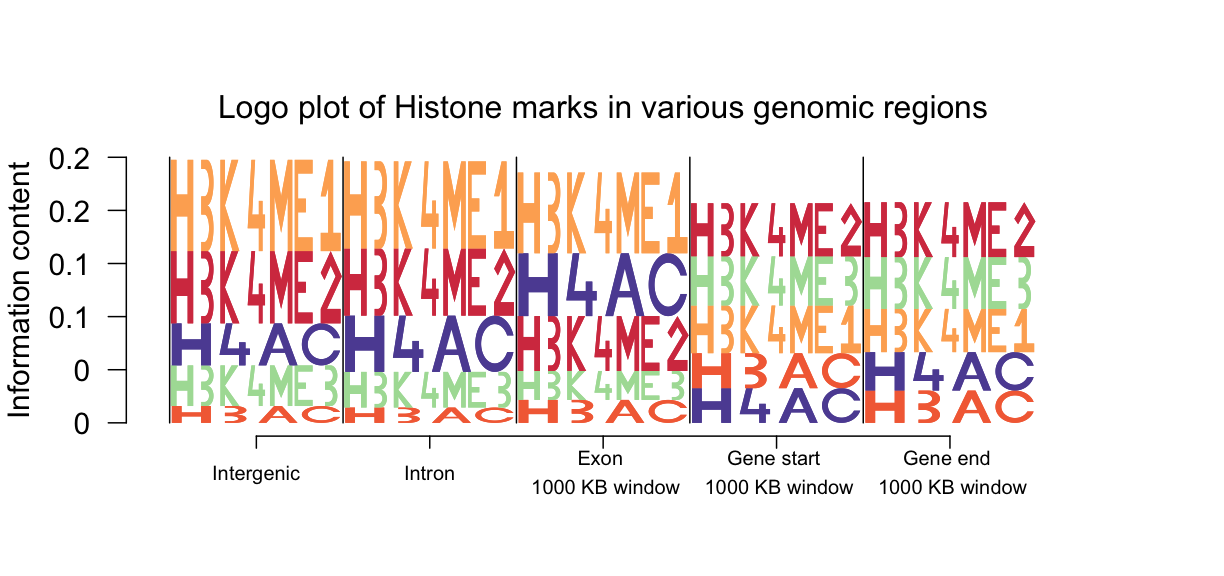 Logo plot of Histone marks in various genomic regions
Information content
0.2
0.2
0.1
0.1
0
0
H3K4ME1
H3K4ME2
H4AC
H3K4ME3
H3AC
H3K4ME1
H3K4ME2
H4AC
H3K4ME3
H3AC
H3K4ME1
H4AC
H3K4ME2
H3K4ME3
H3AC
H3K4ME2
H3K4ME3
H3K4ME1
H3AC
H4AC
H3K4ME2
H3K4ME3
H3K4ME1
H4AC
H3AC
Intergenic
Intron
Exon
1000 KB window
Gene start
1000 KB window
Gene end
1000 KB window